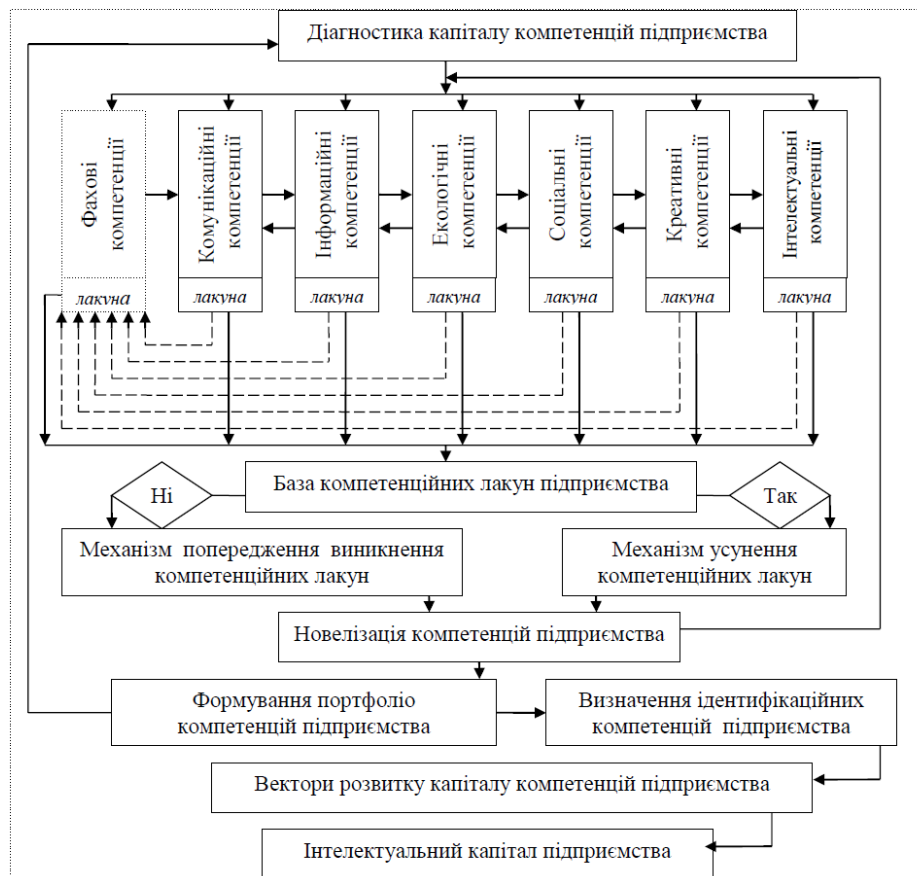 Діагностика капіталу компетенцій підприємства
Фахові
компетенції
Комунікаційні
компетенції
Інформаційні
компетенції
Екологічні
компетенції
Соціальні
компетенції
Креативні
компетенції
Інтелектуальні
компетенції
лакуна
лакуна
лакуна
лакуна
лакуна
лакуна
лакуна
База компетенційних лакун підприємства
Ні
Так
Механізм попередження виникнення
компетенційних лакун
Механізм усунення
компетенційних лакун
Новелізація компетенцій підприємства
Формування портфоліо
компетенцій підприємства
Визначення ідентифікаційних
компетенцій підприємства
Вектори розвитку капіталу компетенцій підприємства
Інтелектуальний капітал підприємства